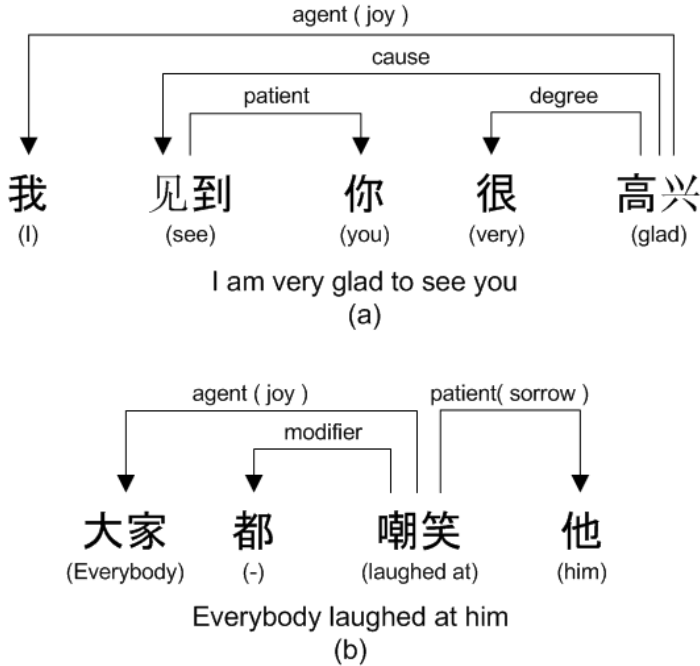 agent ( joy )
cause
patient degree
我 见到 你 很 高兴
(I) (see) (you) (very) (glad)
I am very glad to see you
(a)
agent ( joy ) patient( sorrow )
modifier
大家 都 嘲笑 他
(Everybody) (-) (laughed at) (him)
Everybody laughed at him
(b)